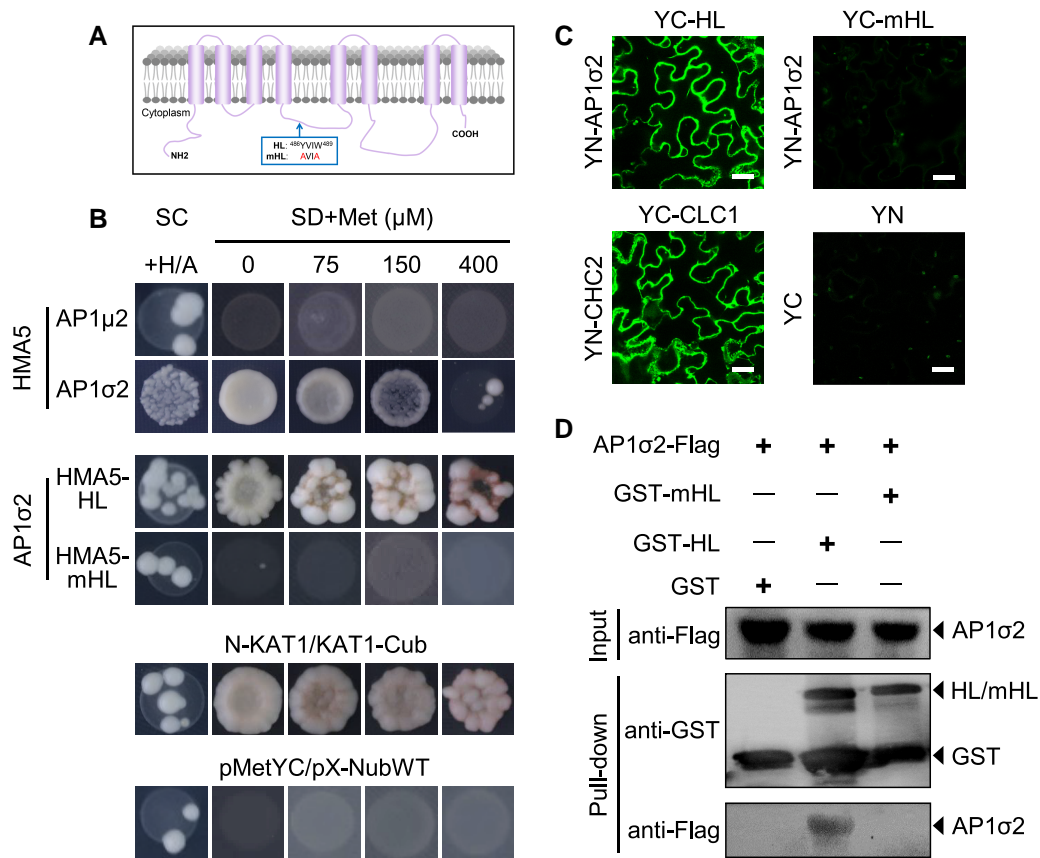 A
Cytoplasm
NH2
COOH
HL: ⁴⁸⁶YVIW⁴⁸⁹
mHL: AVIA
B
SC SD+Met (μM)
+H/A 0 75 150 400
HMA5
AP1μ2
AP1σ2
AP1σ2
HMA5-
HL
HMA5-
mHL
N-KAT1/KAT1-Cub
pMetYC/pX-NubWT
C
YC-HL YC-mHL
YN-AP1σ2 YN-AP1σ2
YC-CLC1 YN
YN-CHC2 YC
D
AP1σ2-Flag + + +
GST-mHL — — +
GST-HL — + —
GST + — —
Input anti-Flag AP1σ2
Pull-down
anti-GST HL/mHL
GST
anti-Flag AP1σ2